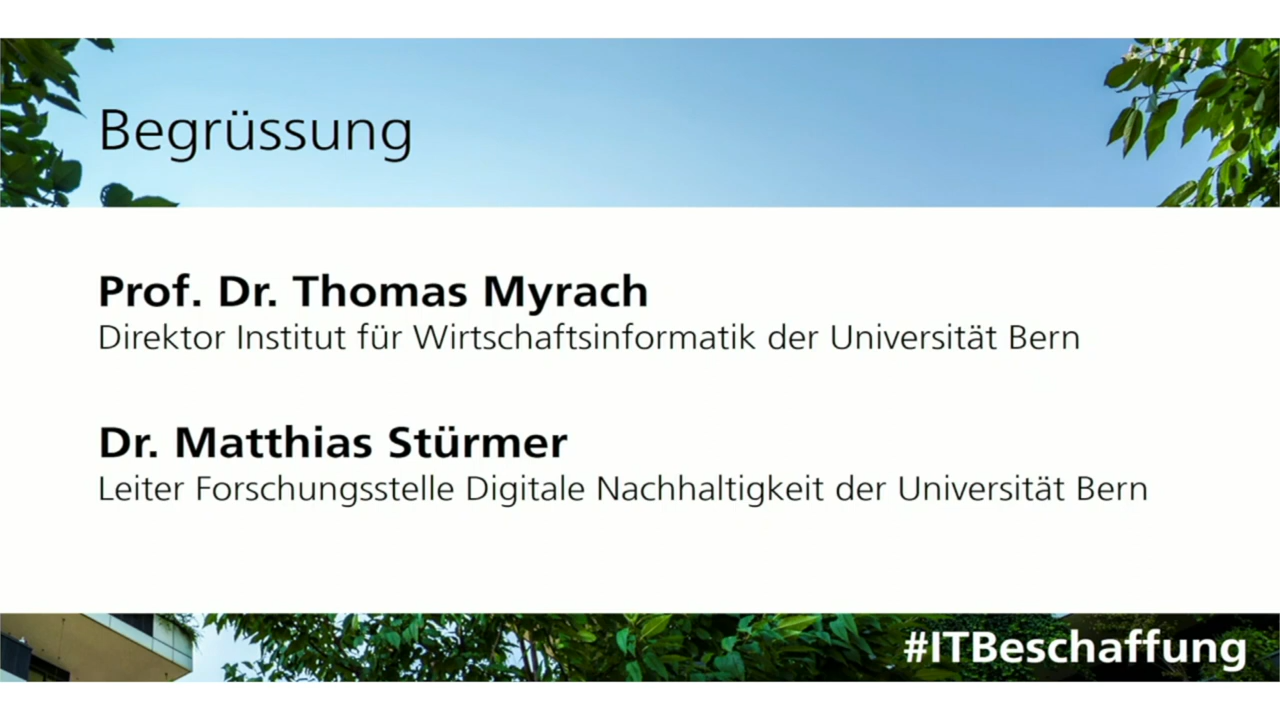 Begrüssung
Prof. Dr. Thomas Myrach
Direktor Institut für Wirtschaftsinformatik der Universität Bern
Dr. Matthias Stürmer
Leiter Forschungsstelle Digitale Nachhaltigkeit der Universität Bern
#ITBeschaffung